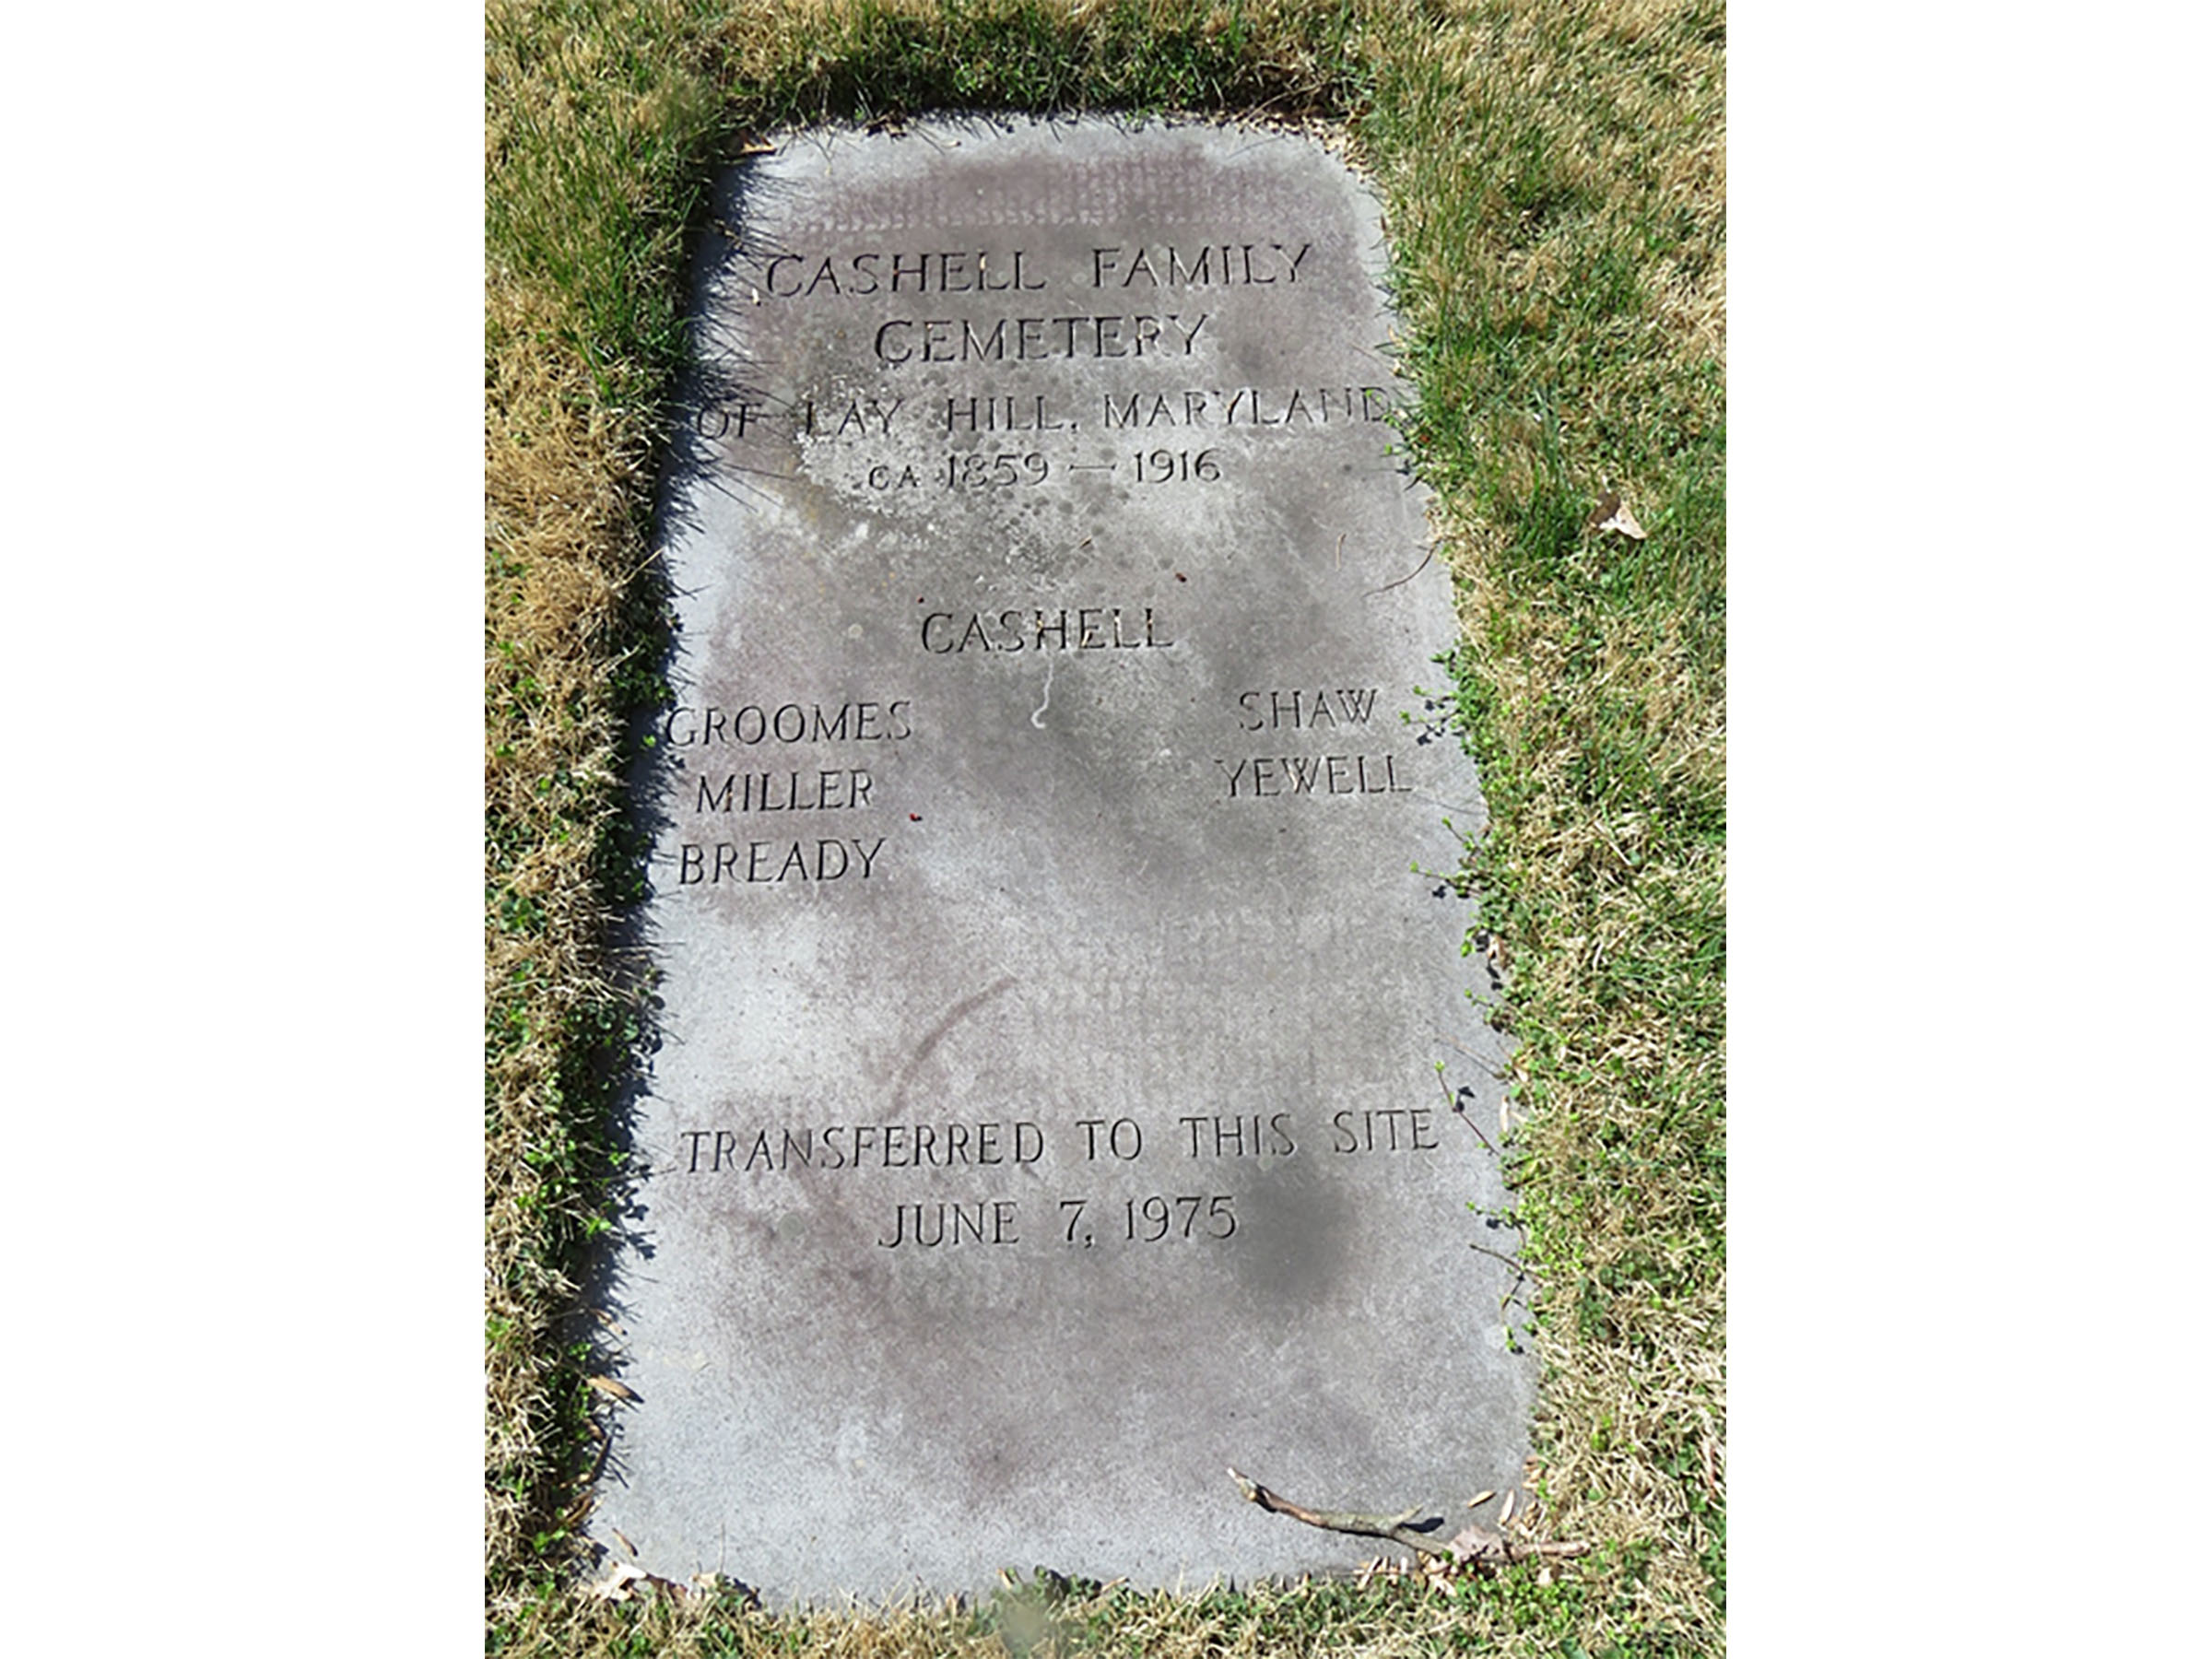 CASHELL FAMILY
CEMETERY
OF LAY HILL, MARYLAND
CA 1859 — 1916
CASHELL
GROOMES
MILLER
BREADY
SHAW
YEWELL
TRANSFERRED TO THIS SITE
JUNE 7, 1975